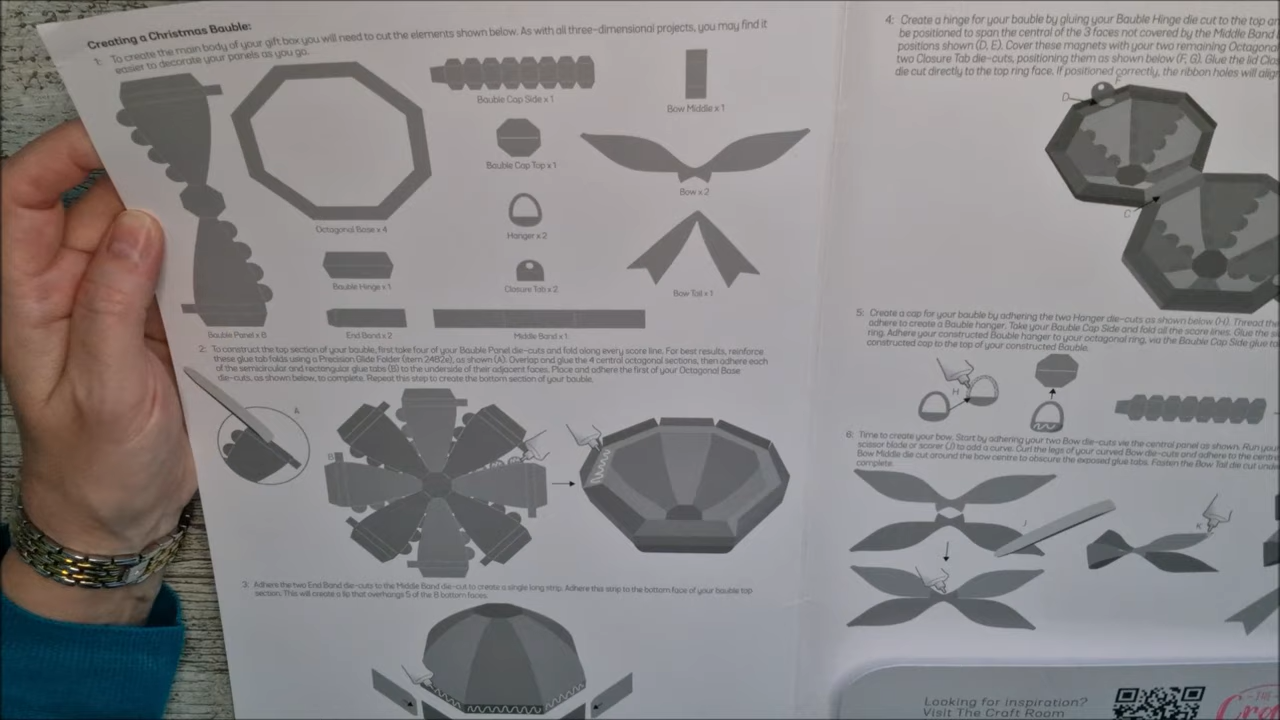 Creating a Christmas Bauble:
1: To create the main body of your gift box you will need to cut the elements shown below. As with all three-dimensional projects, you may find it
easier to decorate your panels as you go.
Bauble Cap Side x 1
Bow Middle x 1
Bauble Cap Top x 1
Bow x 2
Octagonal Base x 4
Hanger x 2
Bauble Hinge x 1
Closure Tab x 2
Bow Tail x 1
Bauble Panel x 8
End Band x 2
Middle Band x 1
2: To construct the top section of your bauble, first take four of your Bauble Panel die-cuts and fold along every score line. For best results, reinforce
these glue tab folds using a Precision Glide Folder (item 2482e), as shown (A). Overlap and glue the 4 central octagonal sections, then adhere each
of the semicircular and rectangular glue tabs (B) to the underside of their adjacent faces. Place and adhere the first of your Octagonal Base
die-cuts, as shown below, to complete. Repeat this step to create the bottom section of your bauble.
A
B
3: Adhere the two End Band die-cuts to the Middle Band die-cut to create a single long strip. Adhere this strip to the bottom face of your bauble top
section. This will create a lip that overhangs 5 of the 8 bottom faces.
4: Create a hinge for your bauble by gluing your Bauble Hinge die cut to the top
be positioned to span the central of the 3 faces not covered by the Middle Band
positions shown (D, E). Cover these magnets with your two remaining Octagonal
two Closure Tab die-cuts, positioning them as shown below (F, G). Glue the lid
die cut directly to the top ring face. If positioned correctly, the ribbon holes will
F
D
C
5: Create a cap for your bauble by adhering the two Hanger die-cuts as shown below (H). Thread the
adhere to create a Bauble hanger. Take your Bauble Cap Side and fold all the score lines. Glue the
ring. Adhere your constructed Bauble hanger to your octagonal ring, via the Bauble Cap Side glue
constructed cap to the top of your constructed Bauble.
H
6: Time to create your bow. Start by adhering your two Bow die-cuts via the central panel as shown. Run
scissor blade or scorer (J) to add a curve. Curl the legs of your curved Bow die-cuts and adhere to the
Bow Middle die cut around the bow centre to obscure the exposed glue tabs. Fasten the Bow Tail die cut
complete.
J
K
Looking for inspiration?
Visit The Craft Room
THE